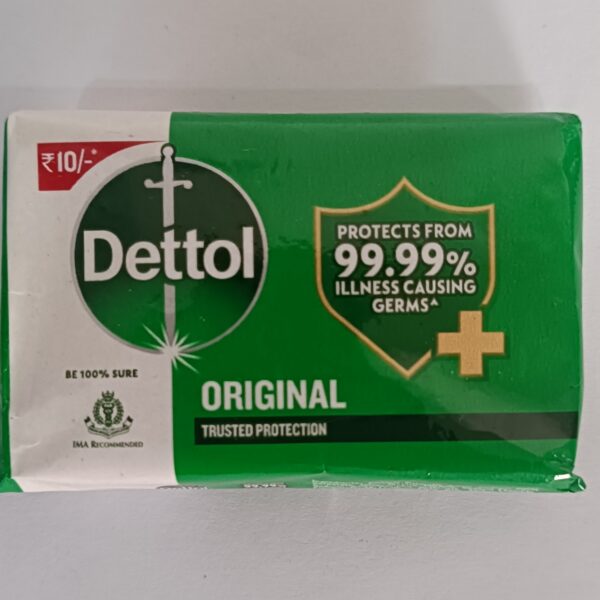 ₹10/-*
Dettol
BE 100% SURE
IMA RECOMMENDED
PROTECTS FROM
99.99%
ILLNESS CAUSING
GERMS^
ORIGINAL
TRUSTED PROTECTION